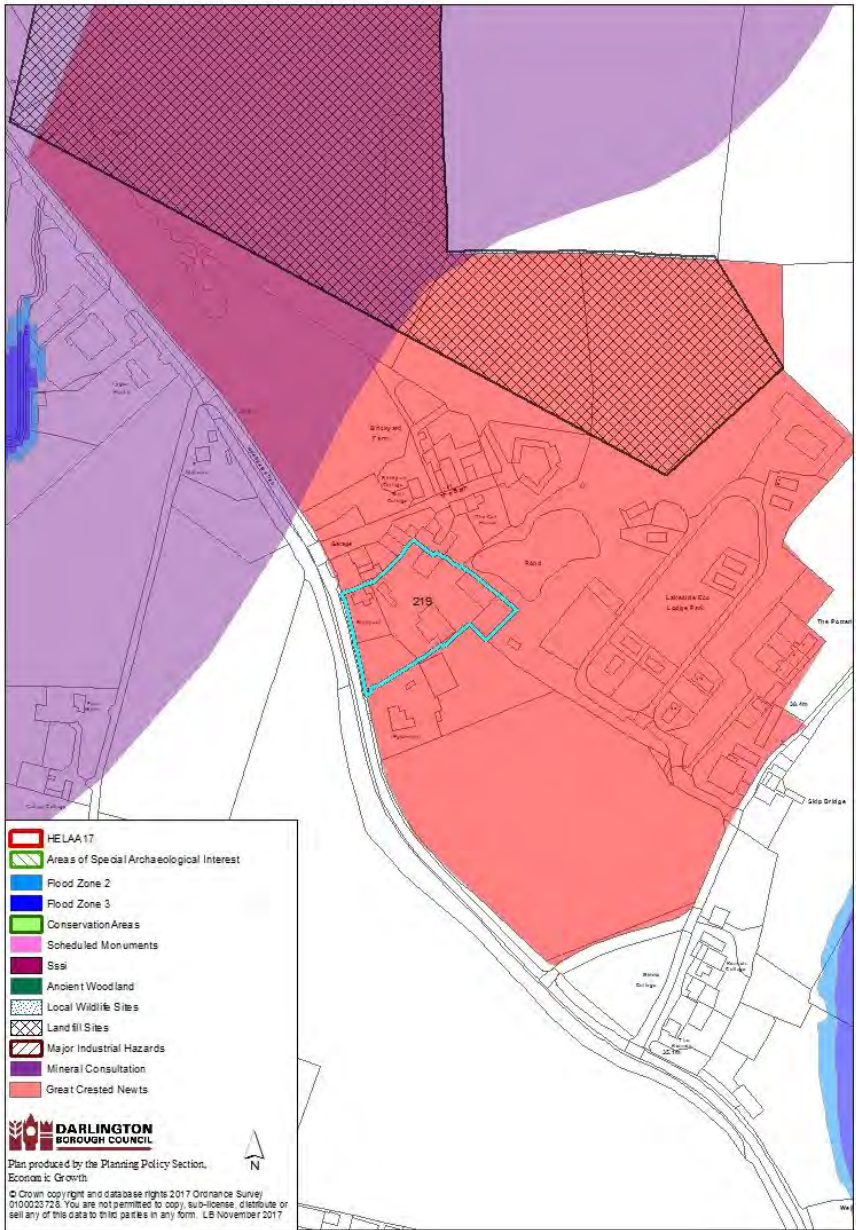 Brickyard
Farm
Garage
Pond
219
Lakeside Eco
Lodge Park
Skip Bridge
HELAA17
Areas of Special Archaeological Interest
Flood Zone 2
Flood Zone 3
Conservation Areas
Scheduled Monuments
Sssi
Ancient Woodland
Local Wildlife Sites
Landfill Sites
Major Industrial Hazards
Mineral Consultation
Great Crested Newts
DARLINGTON
BOROUGH COUNCIL
Plan produced by the Planning Policy Section,
Economic Growth
N
© Crown copyright and database rights 2017 Ordnance Survey
0100023728. You are not permitted to copy, sub-license, distribute or
sell any of this data to third parties in any form. LB November 2017